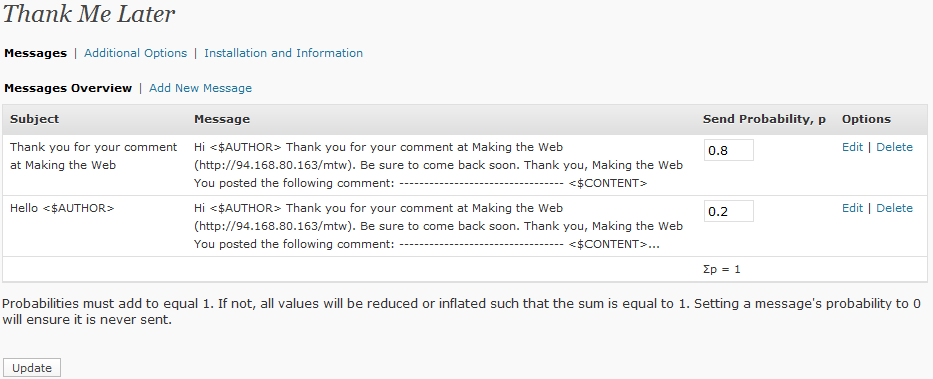 Thank Me Later
Messages | Additional Options | Installation and Information
Messages Overview | Add New Message
Subject Message Send Probability, p Options
Thank you for your comment at Making the Web
Hi <$AUTHOR> Thank you for your comment at Making the Web
(http://94.168.80.163/mtw). Be sure to come back soon. Thank you, Making the Web
You posted the following comment: --------------------------------- <$CONTENT>
0.8
Edit | Delete
Hello <$AUTHOR>
Hi <$AUTHOR> Thank you for your comment at Making the Web
(http://94.168.80.163/mtw). Be sure to come back soon. Thank you, Making the Web
You posted the following comment: --------------------------------- <$CONTENT>...
0.2
Edit | Delete
Σp = 1
Probabilities must add to equal 1. If not, all values will be reduced or inflated such that the sum is equal to 1. Setting a message's probability to 0
will ensure it is never sent.
Update